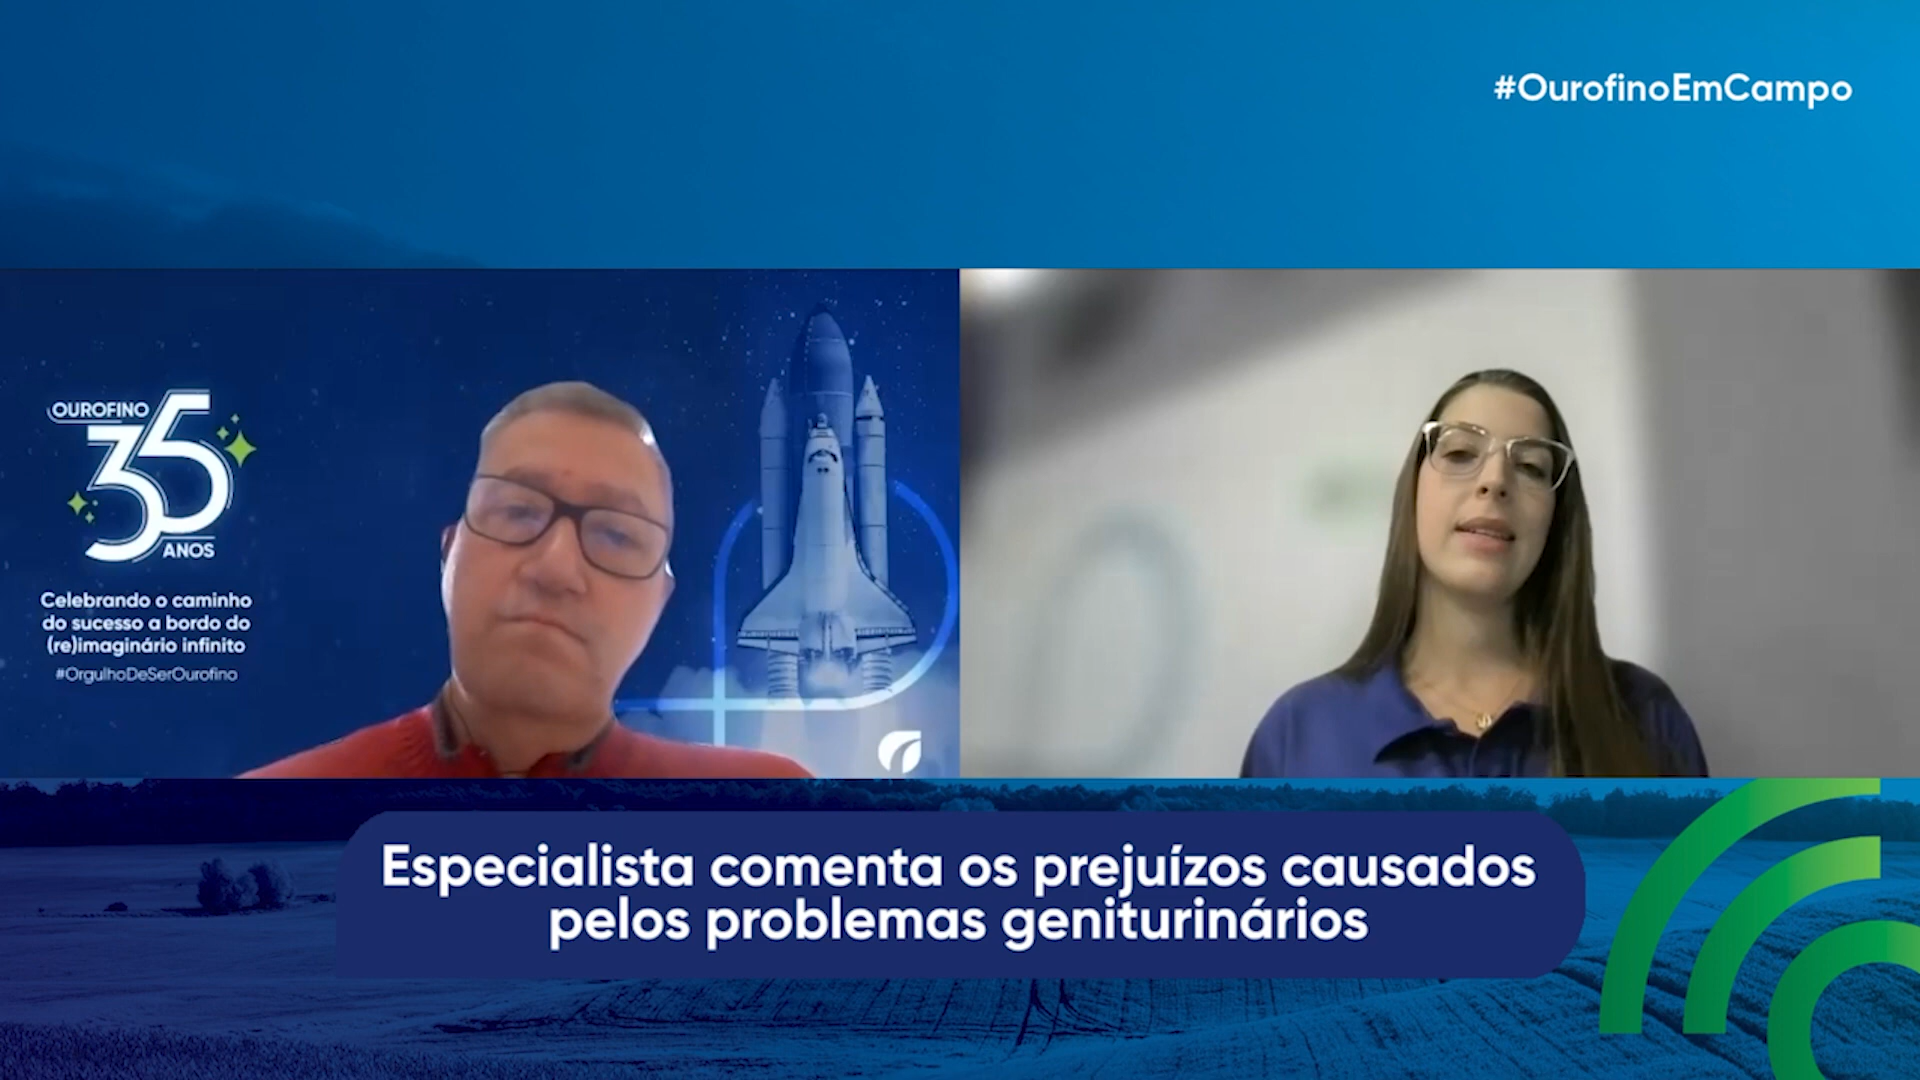 #OurofinoEmCampo
OUROFINO
35
ANOS
Celebrando o caminho
do sucesso a bordo do
(re)imaginário infinito
#OrgulhoDeSerOurofino
Especialista comenta os prejuízos causados
pelos problemas geniturinários